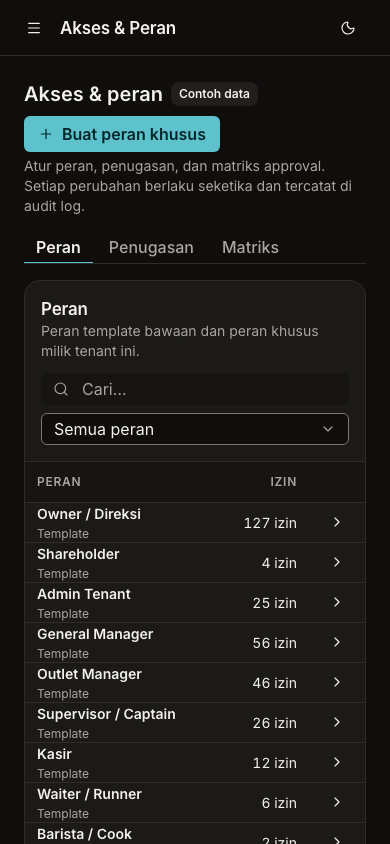 Akses & Peran
Akses & peran
Contoh data
Buat peran khusus
Atur peran, penugasan, dan matriks approval.
Setiap perubahan berlaku seketika dan tercatat di
audit log.
Peran Penugasan Matriks
Peran
Peran template bawaan dan peran khusus
milik tenant ini.
Cari...
Semua peran
PERAN IZIN
Owner / Direksi
Template
127 izin
Shareholder
Template
4 izin
Admin Tenant
Template
25 izin
General Manager
Template
56 izin
Outlet Manager
Template
46 izin
Supervisor / Captain
Template
26 izin
Kasir
Template
12 izin
Waiter / Runner
Template
6 izin
Barista / Cook
2 izin